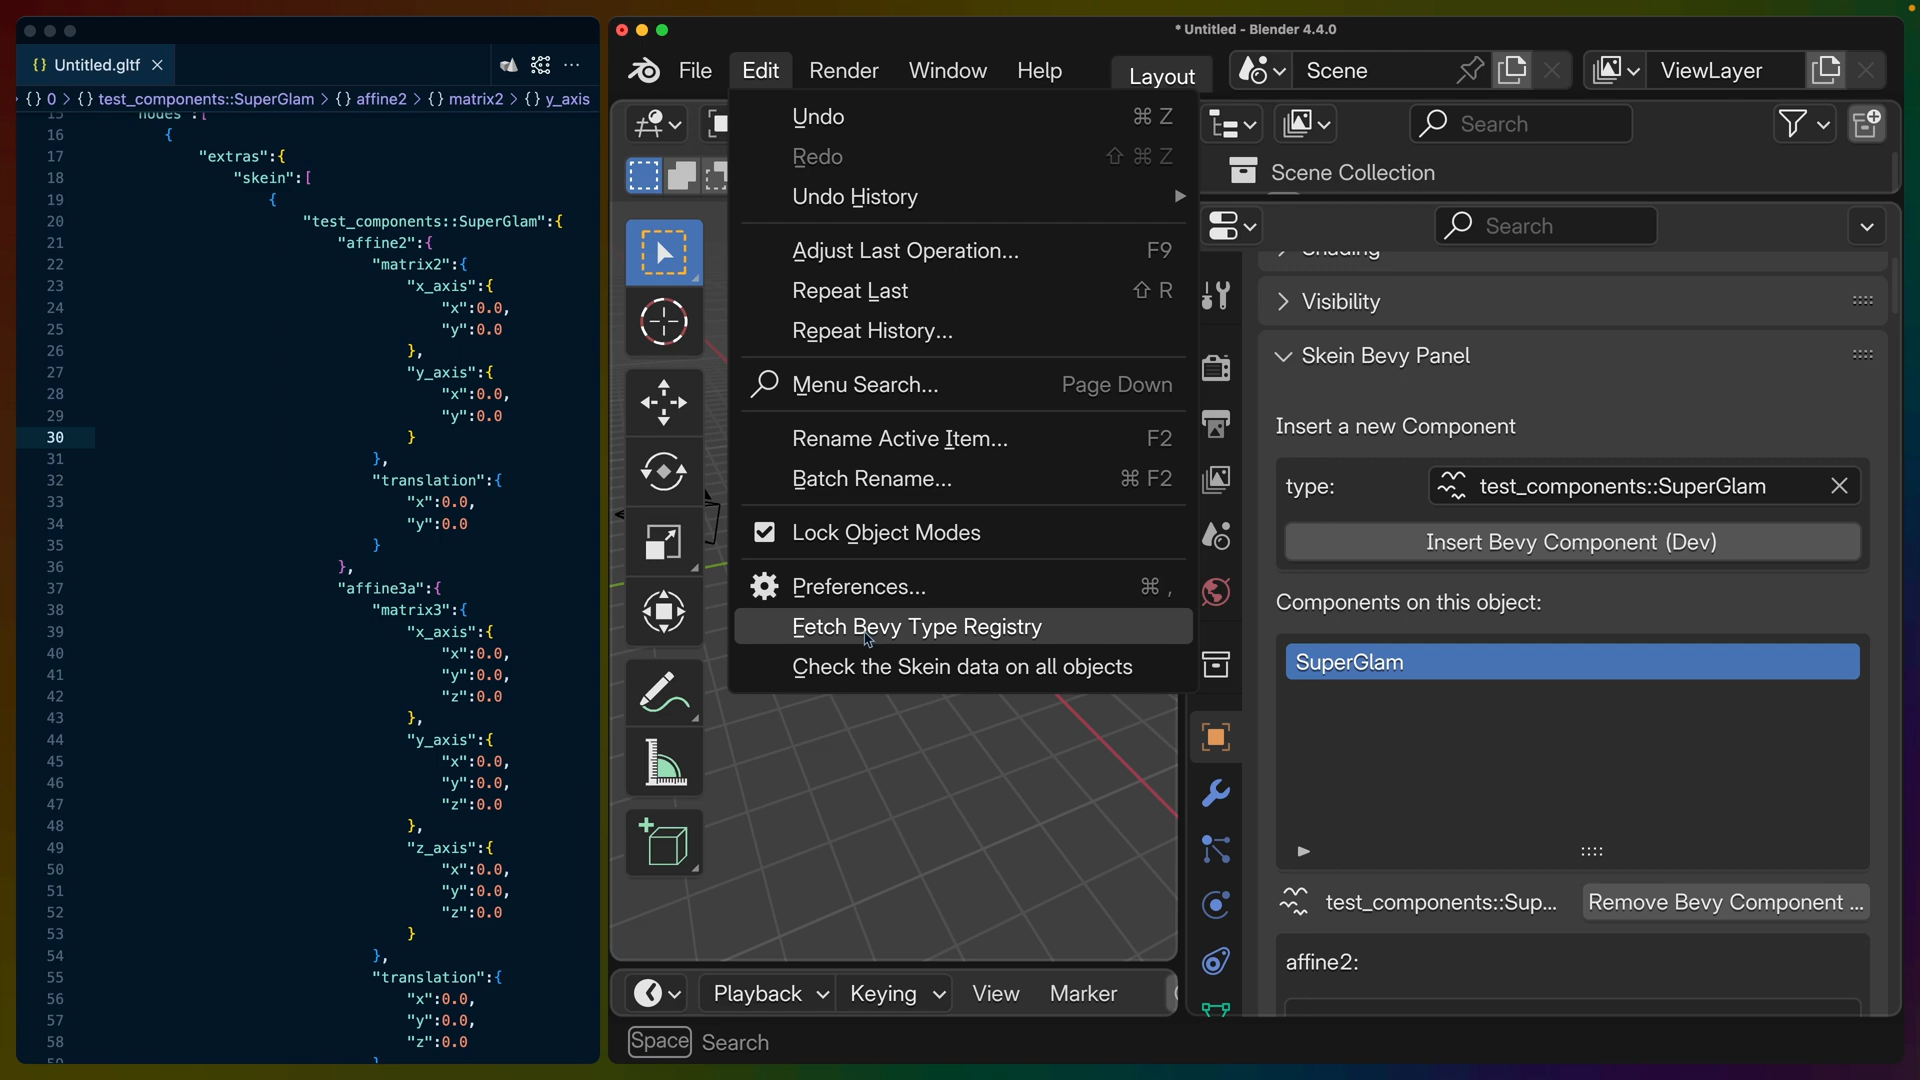 Untitled.gltf
{} 0 > {} test_components::SuperGlam > {} affine2 > {} matrix2 > {} y_axis
15 "nodes":[
16 {
17 "extras":{
18 "skein":[
19 {
20 "test_components::SuperGlam":{
21 "affine2":{
22 "matrix2":{
23 "x_axis":{
24 "x":0.0,
25 "y":0.0
26 },
27 "y_axis":{
28 "x":0.0,
29 "y":0.0
30 }
31 },
32 "translation":{
33 "x":0.0,
34 "y":0.0
35 }
36 },
37 "affine3a":{
38 "matrix3":{
39 "x_axis":{
40 "x":0.0,
41 "y":0.0,
42 "z":0.0
43 },
44 "y_axis":{
45 "x":0.0,
46 "y":0.0,
47 "z":0.0
48 },
49 "z_axis":{
50 "x":0.0,
51 "y":0.0,
52 "z":0.0
53 }
54 },
55 "translation":{
56 "x":0.0,
57 "y":0.0,
58 "z":0.0
59 }
* Untitled - Blender 4.4.0
File Edit Render Window Help Layout Scene ViewLayer
Undo ⌘ Z
Redo ⇧ ⌘ Z
Undo History
Adjust Last Operation... F9
Repeat Last ⇧ R
Repeat History...
Menu Search... Page Down
Rename Active Item... F2
Batch Rename... ⌘ F2
Lock Object Modes
Preferences... ⌘ ,
Fetch Bevy Type Registry
Check the Skein data on all objects
Playback Keying View Marker
Space Search
Search
Scene Collection
Search
Shading
Visibility
Skein Bevy Panel
Insert a new Component
type: test_components::SuperGlam
Insert Bevy Component (Dev)
Components on this object:
SuperGlam
test_components::Sup... Remove Bevy Component ...
affine2: